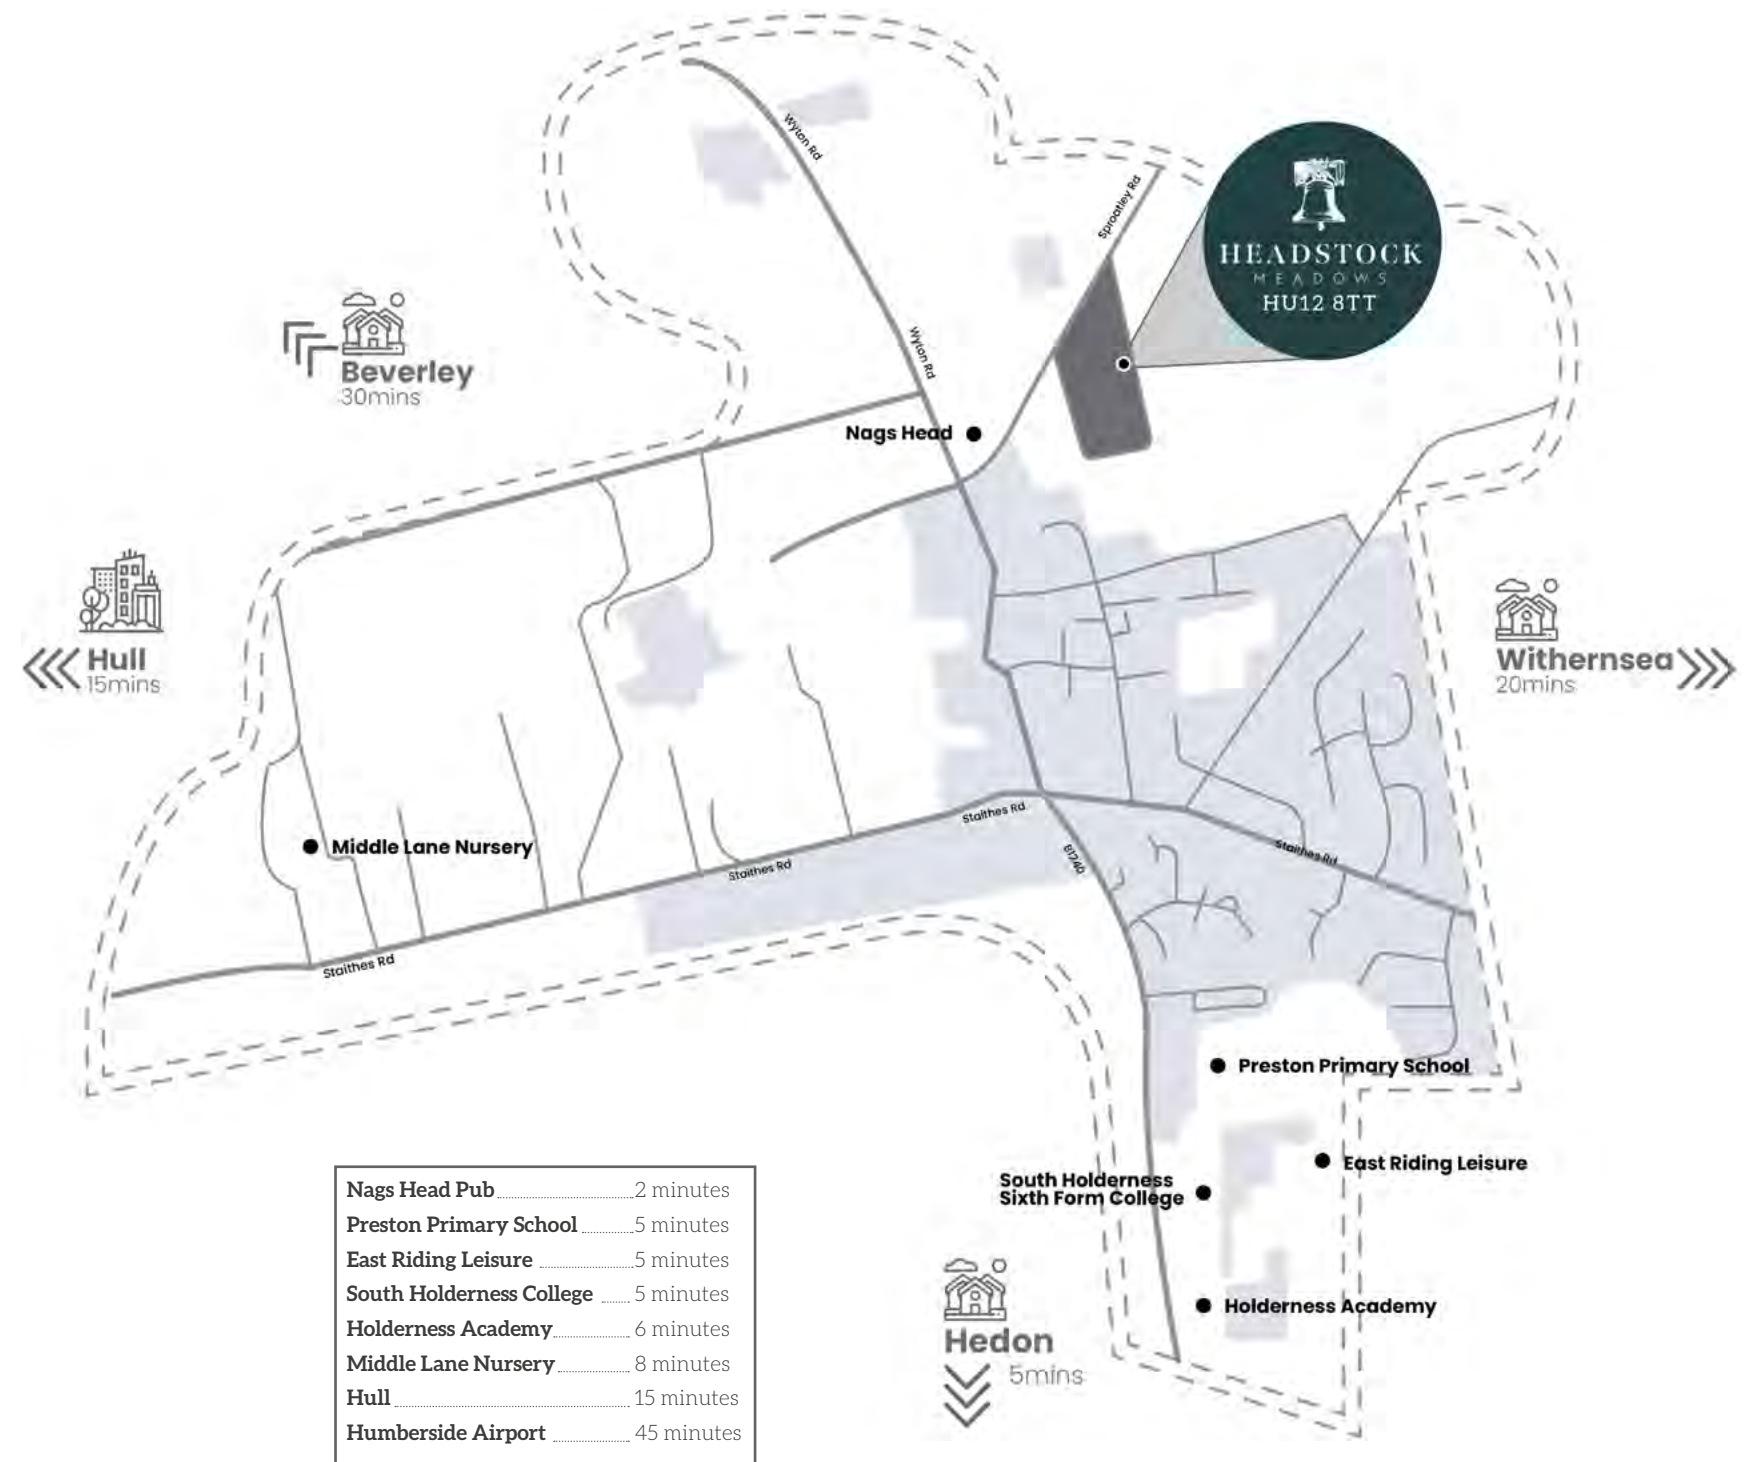 Wyton Rd
Sproatley Rd
HEADSTOCK
MEADOWS
HU12 8TT
Beverley
30mins
Wyton Rd
Nags Head
Hull
15mins
Withernsea
20mins
Staithes Rd
Middle Lane Nursery
B1240
Staithes Rd
Staithes Rd
Staithes Rd
Preston Primary School
East Riding Leisure
South Holderness
Sixth Form College
Holderness Academy
Hedon
5mins
Nags Head Pub 2 minutes
Preston Primary School 5 minutes
East Riding Leisure 5 minutes
South Holderness College 5 minutes
Holderness Academy 6 minutes
Middle Lane Nursery 8 minutes
Hull 15 minutes
Humberside Airport 45 minutes